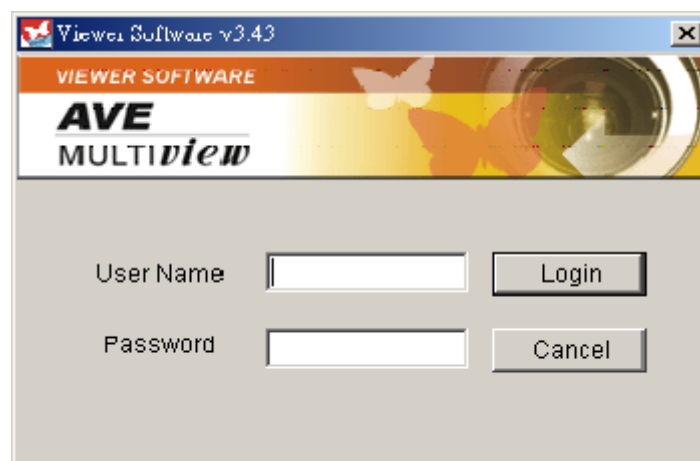 Viewer Software v3.43
VIEWER SOFTWARE
AVE
MULTIview
User Name
Login
Password
Cancel